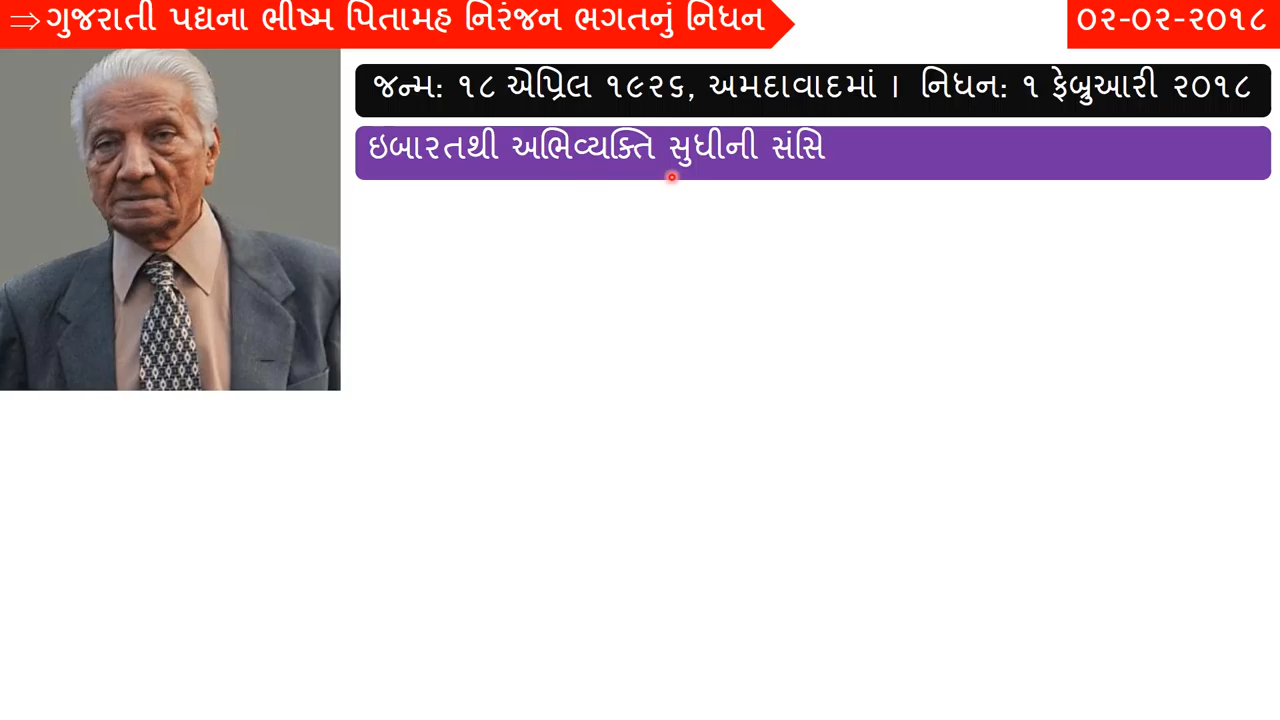 ⇒ ગુજરાતી પદ્યના ભીષ્મ પિતામહ નિરંજન ભગતનું નિધન
૦૨-૦૨-૨૦૧૮
જન્મ: ૧૮ એપ્રિલ ૧૯૨૬, અમદાવાદમાં । નિધન: ૧ ફેબ્રુઆરી ૨૦૧૮
ઇબારતથી અભિવ્યક્તિ સુધીની સંસિ